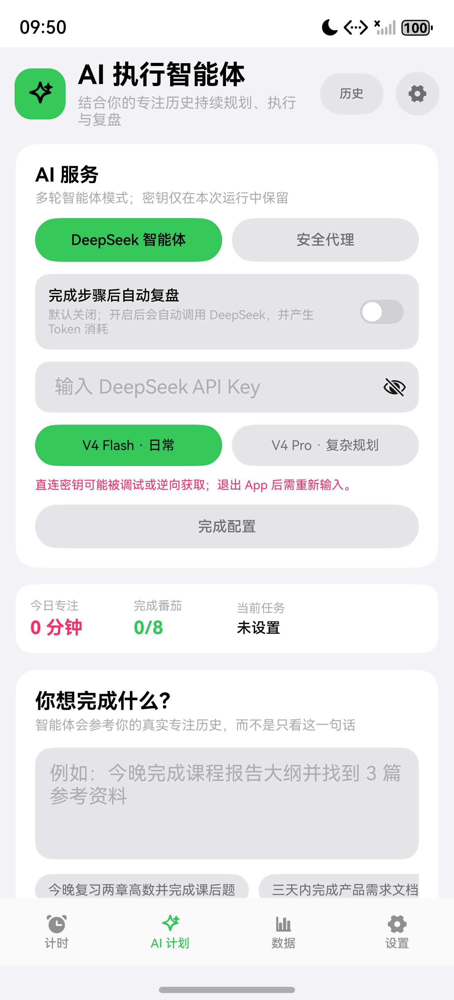 09:50
100
AI 执行智能体
结合你的专注历史持续规划、执行
与复盘
历史
AI 服务
多轮智能体模式；密钥仅在本次运行中保留
DeepSeek 智能体
安全代理
完成步骤后自动复盘
默认关闭；开启后会自动调用 DeepSeek，并产生
Token 消耗
输入 DeepSeek API Key
V4 Flash · 日常
V4 Pro · 复杂规划
直连密钥可能被调试或逆向获取；退出 App 后需重新输入。
完成配置
今日专注
0 分钟
完成番茄
0/8
当前任务
未设置
你想完成什么？
智能体会参考你的真实专注历史，而不是只看这一句话
例如：今晚完成课程报告大纲并找到 3 篇
参考资料
今晚复习两章高数并完成课后题
三天内完成产品需求文档
计时
AI 计划
数据
设置